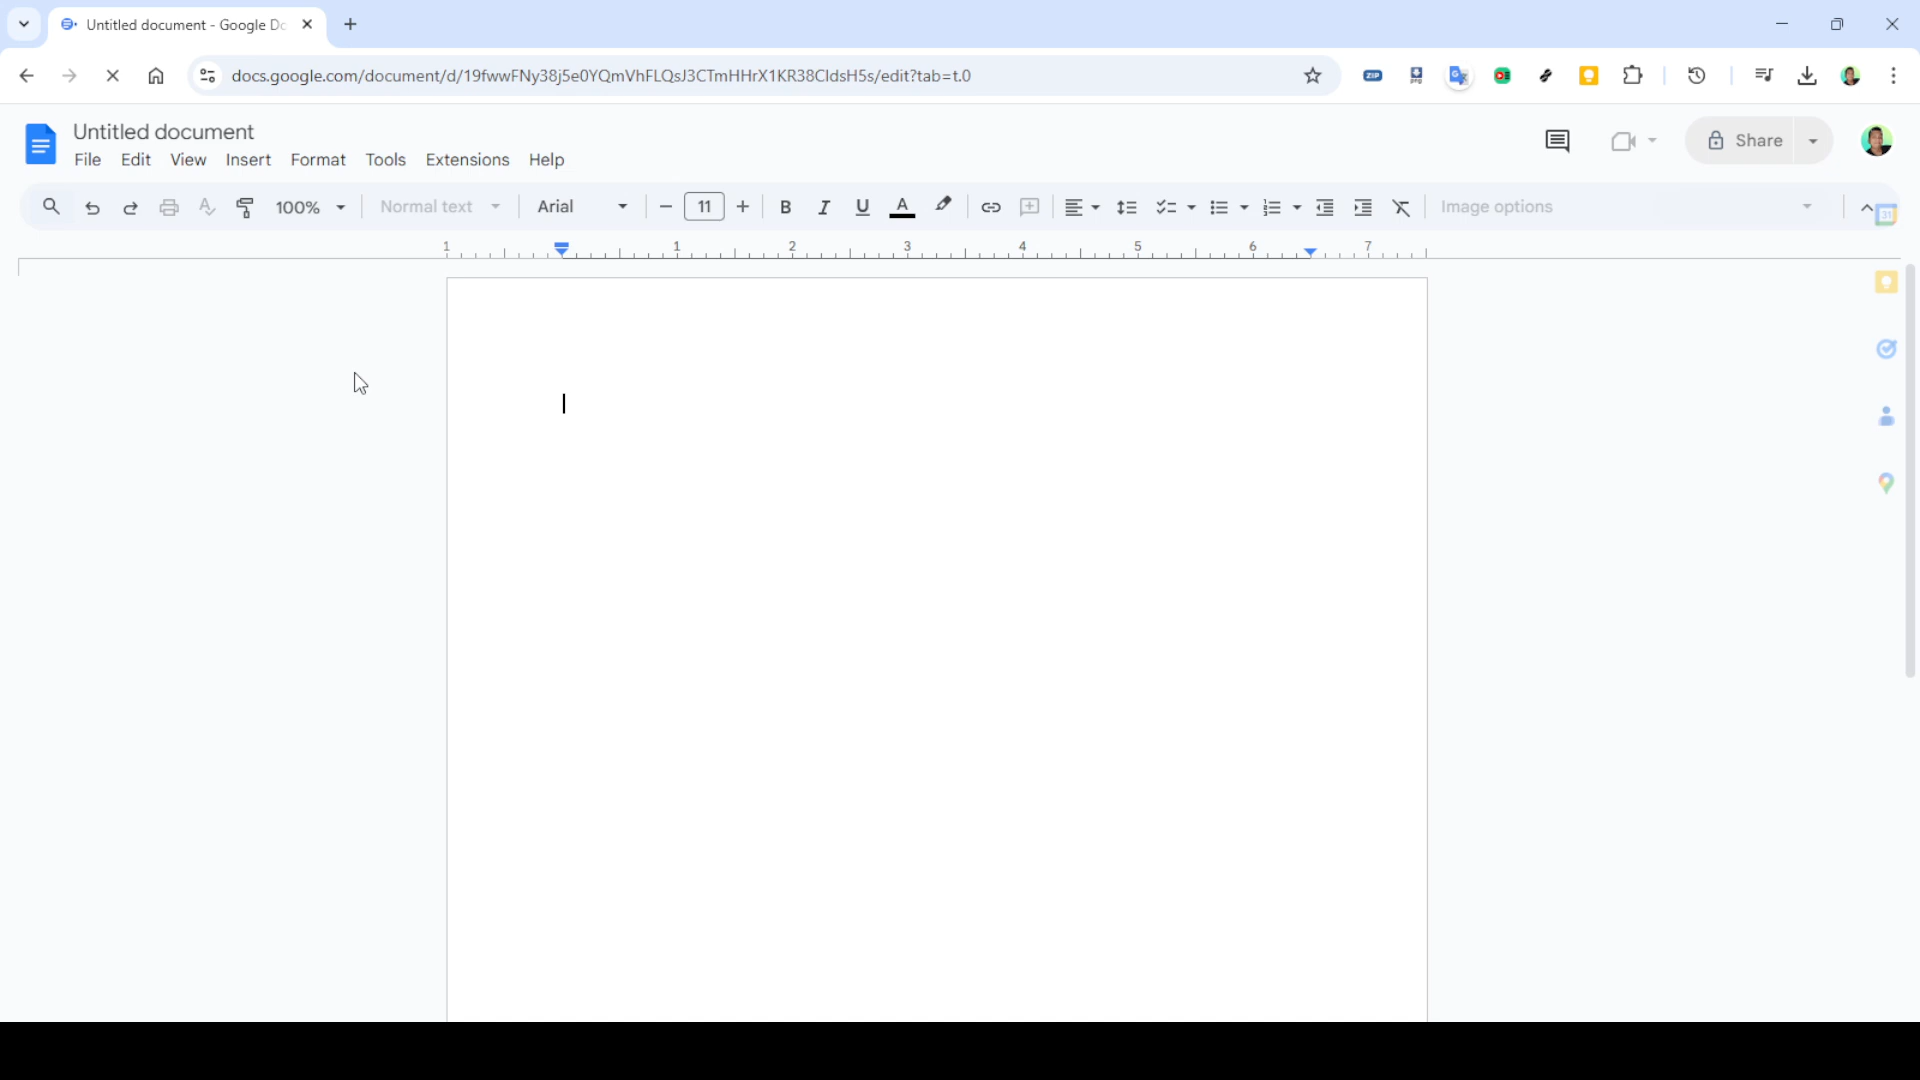 Untitled document - Google Do
docs.google.com/document/d/19fwwFNy38j5e0YQmVhFLQsJ3CTmHHrX1KR38CldsH5s/edit?tab=t.0
ZIP
Untitled document
Share
File Edit View Insert Format Tools Extensions Help
100% Normal text Arial 11 B I U A Image options
31
1 1 2 3 4 5 6 7